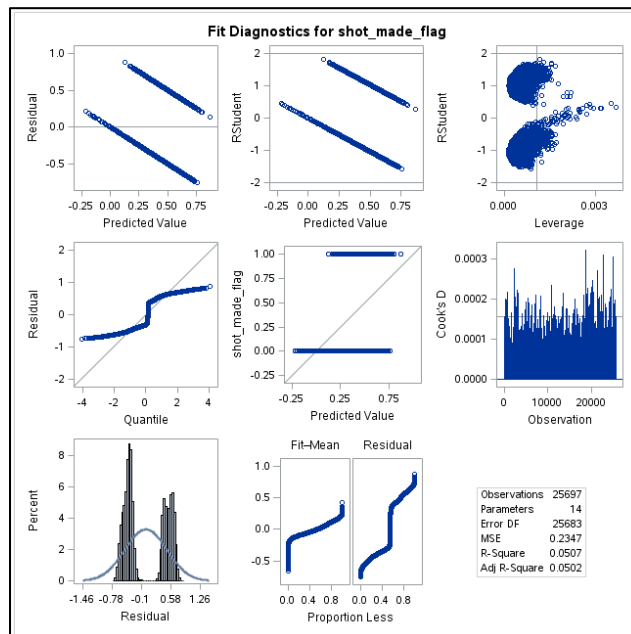 Fit Diagnostics for shot_made_flag
1.0
0.5
0.0
-0.5
Residual
-0.25 0.00 0.25 0.50 0.75
Predicted Value
2
1
0
-1
-2
RStudent
-0.25 0.00 0.25 0.50 0.75
Predicted Value
2
1
0
-1
-2
RStudent
0.000 0.003
Leverage
2
1
0
-1
-2
Residual
-4 -2 0 2 4
Quantile
1.00
0.75
0.50
0.25
0.00
-0.25
shot_made_flag
-0.25 0.25 0.75
Predicted Value
0.0003
0.0002
0.0001
0.0000
Cook's D
0 10000 20000
Observation
8
6
4
2
0
Percent
-1.46 -0.78 -0.1 0.58 1.26
Residual
Fit–Mean Residual
1.0
0.5
0.0
-0.5
0.0 0.4 0.8 0.0 0.4 0.8
Proportion Less
Observations 25697
Parameters 14
Error DF 25683
MSE 0.2347
R-Square 0.0507
Adj R-Square 0.0502